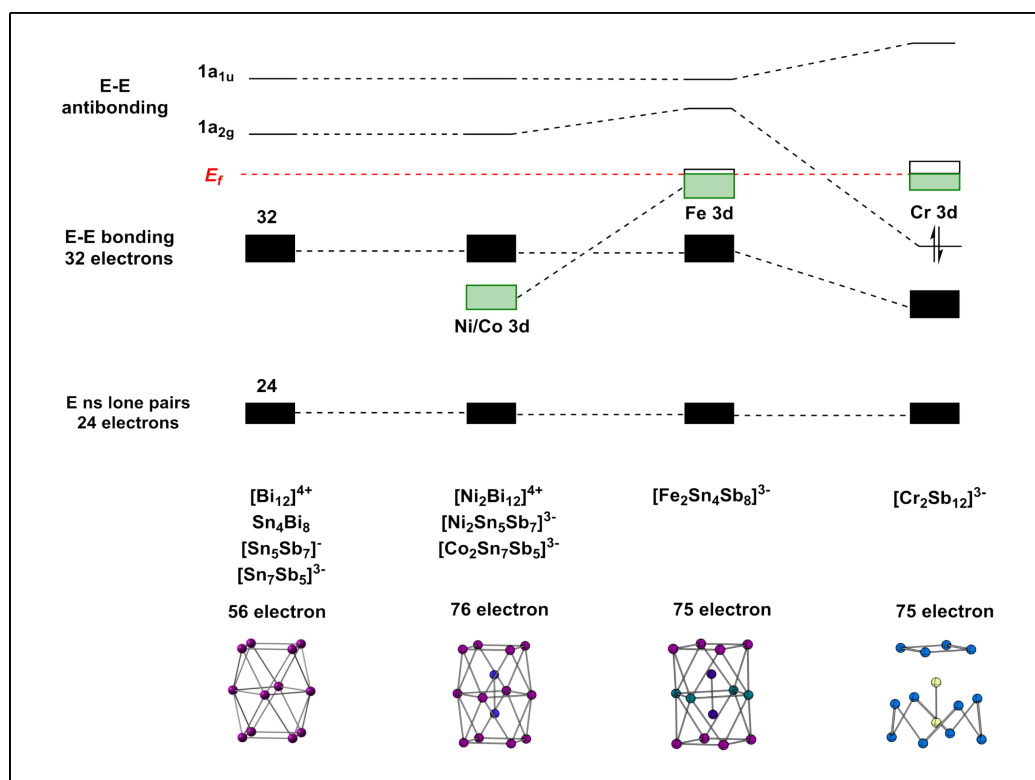 1a₁ᵤ
E-E
antibonding
1a₂g
E_f
32
Fe 3d
Cr 3d
E-E bonding
32 electrons
Ni/Co 3d
24
E ns lone pairs
24 electrons
[Bi₁₂]⁴⁺
[Ni₂Bi₁₂]⁴⁺
[Fe₂Sn₄Sb₈]³⁻
[Cr₂Sb₁₂]³⁻
Sn₄Bi₈
[Ni₂Sn₅Sb₇]³⁻
[Sn₅Sb₇]⁻
[Co₂Sn₇Sb₅]³⁻
[Sn₇Sb₅]³⁻
56 electron
76 electron
75 electron
75 electron